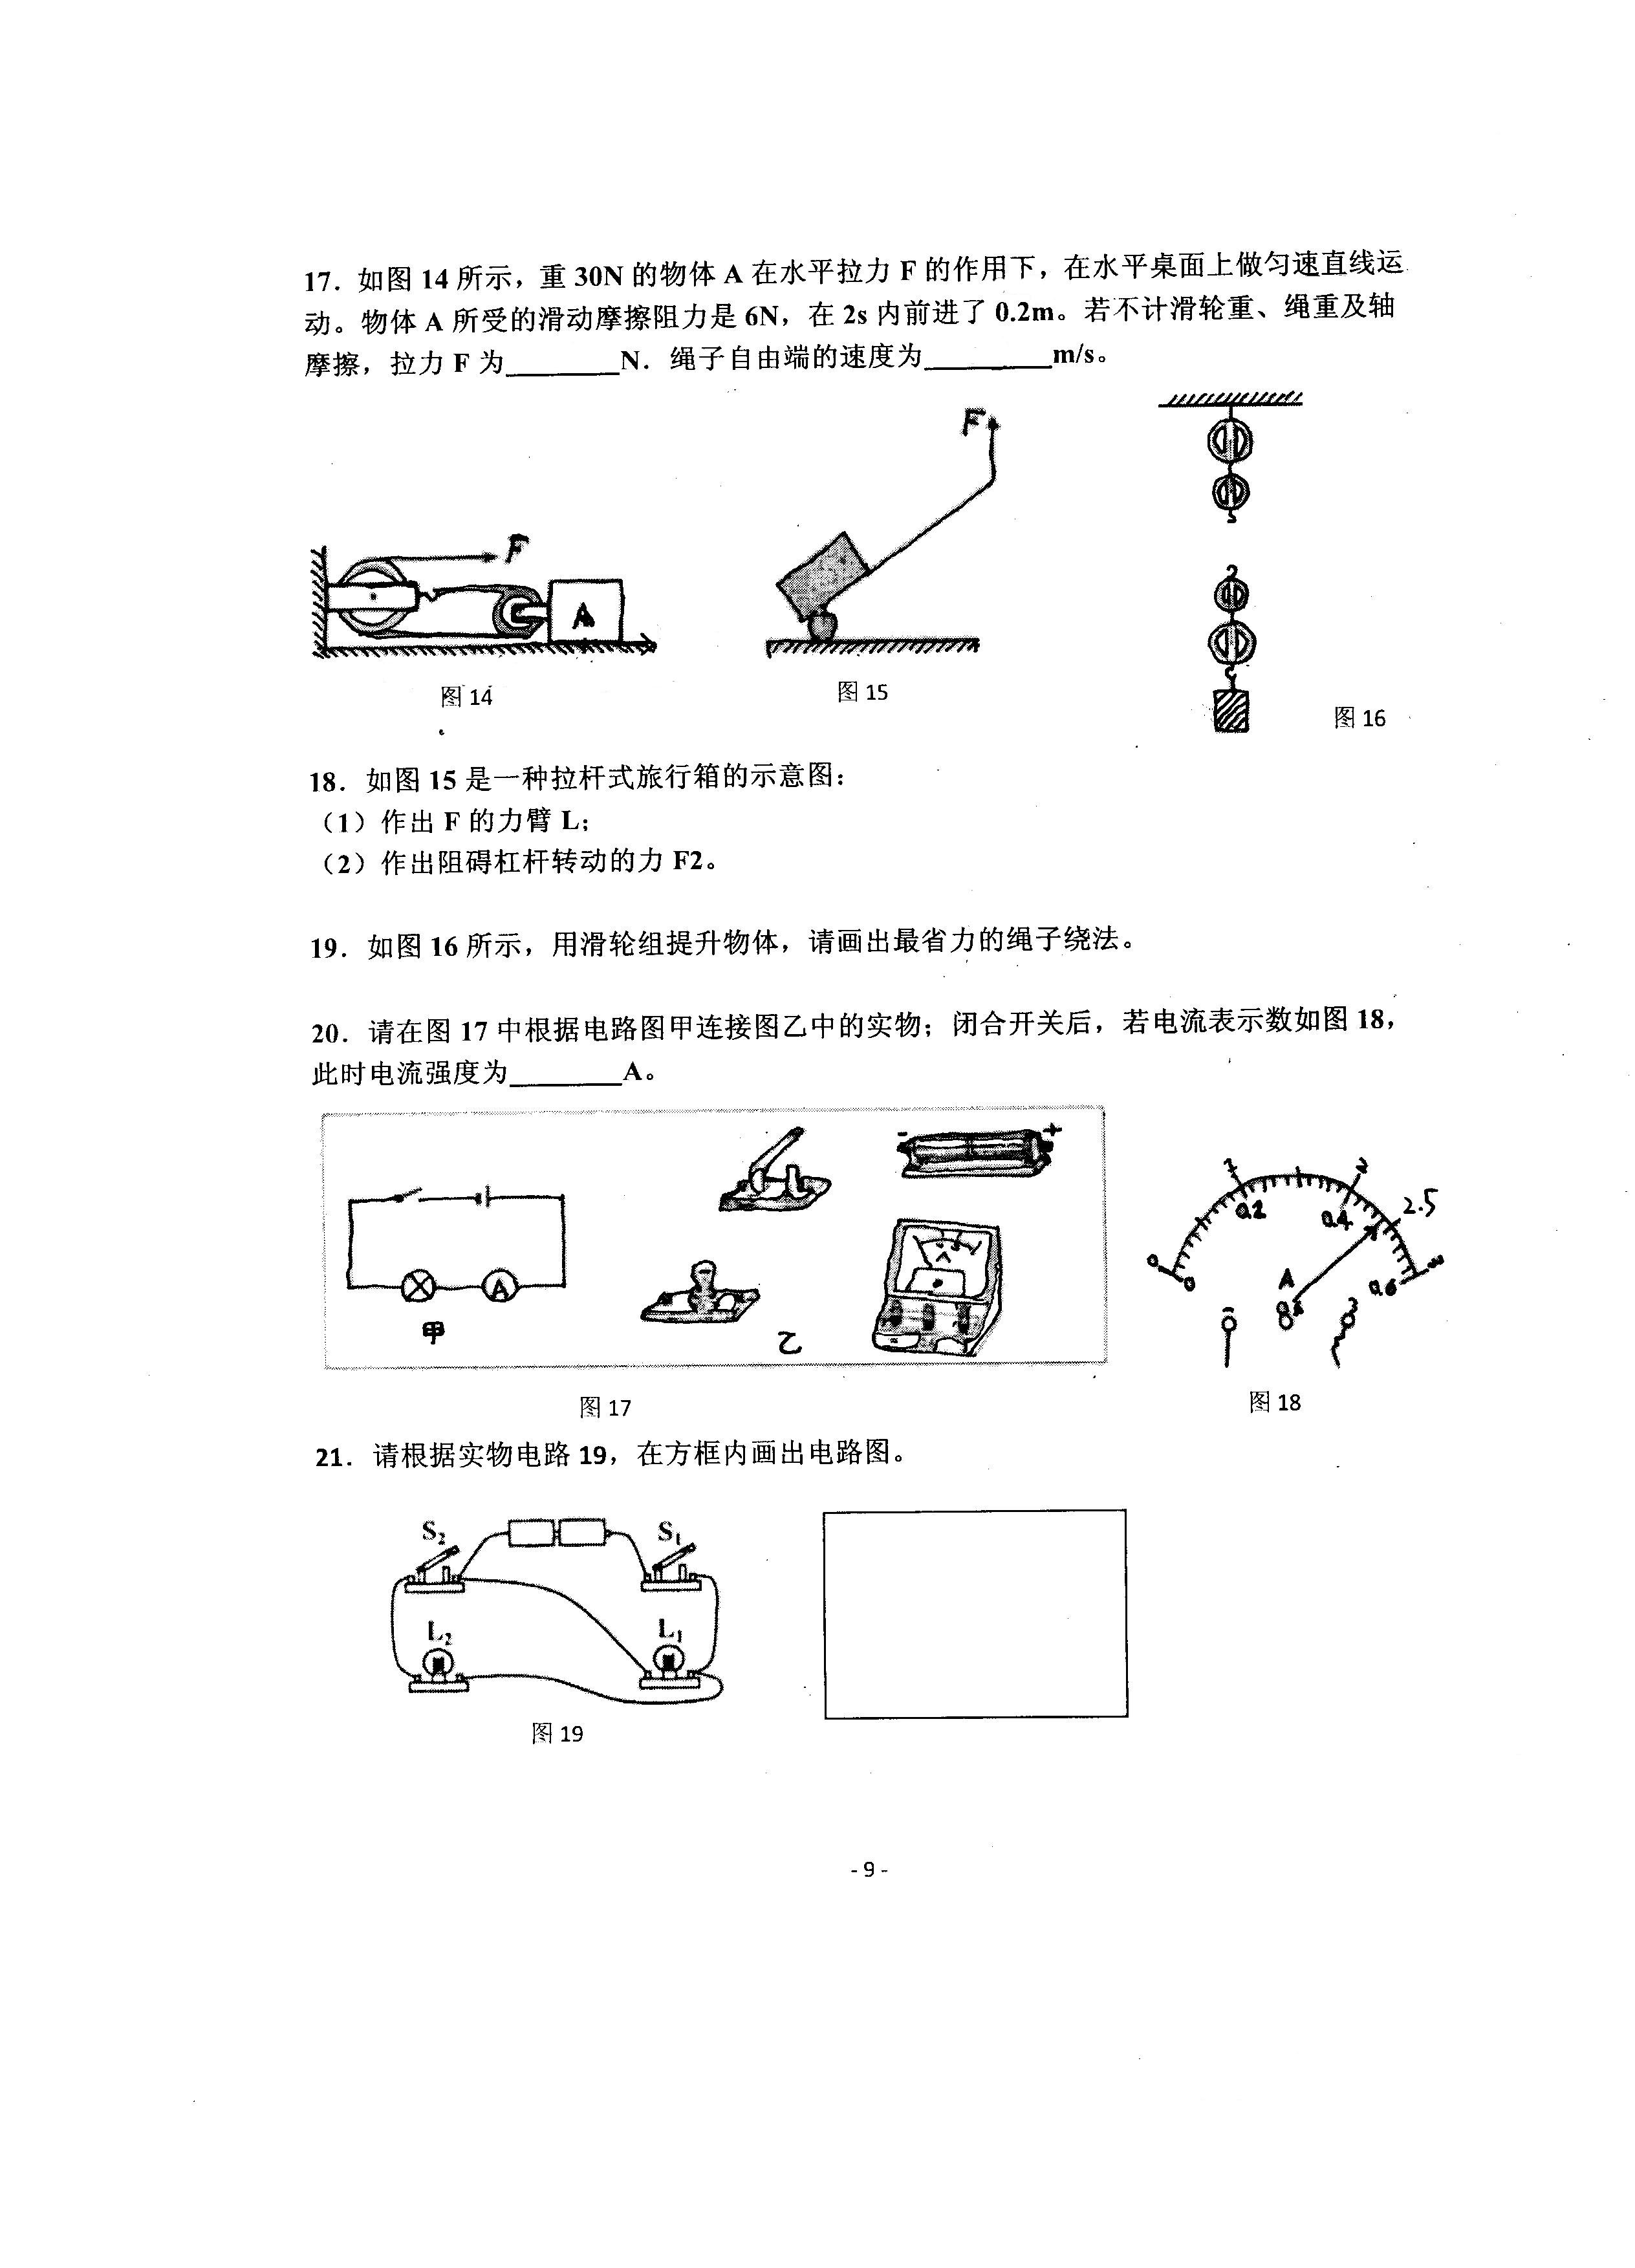 17．如图 14 所示，重 30N 的物体 A 在水平拉力 F 的作用下，在水平桌面上做匀速直线运
动。物体 A 所受的滑动摩擦阻力是 6N，在 2s 内前进了 0.2m。若不计滑轮重、绳重及轴
摩擦，拉力 F 为________N．绳子自由端的速度为_________m/s。
F
F
A
图 14
图 15
图 16
18．如图 15 是一种拉杆式旅行箱的示意图：
（1）作出 F 的力臂 L；
（2）作出阻碍杠杆转动的力 F2。
19．如图 16 所示，用滑轮组提升物体，请画出最省力的绳子绕法。
20．请在图 17 中根据电路图甲连接图乙中的实物；闭合开关后，若电流表示数如图 18，
此时电流强度为________A。
- +
A
甲
A
乙
0 1 2 2.5 3
0 0.2 0.4 0.6
A
- 0.6 3
图 17
图 18
21．请根据实物电路 19，在方框内画出电路图。
S2 S1
L2 L1
图 19
- 9 -